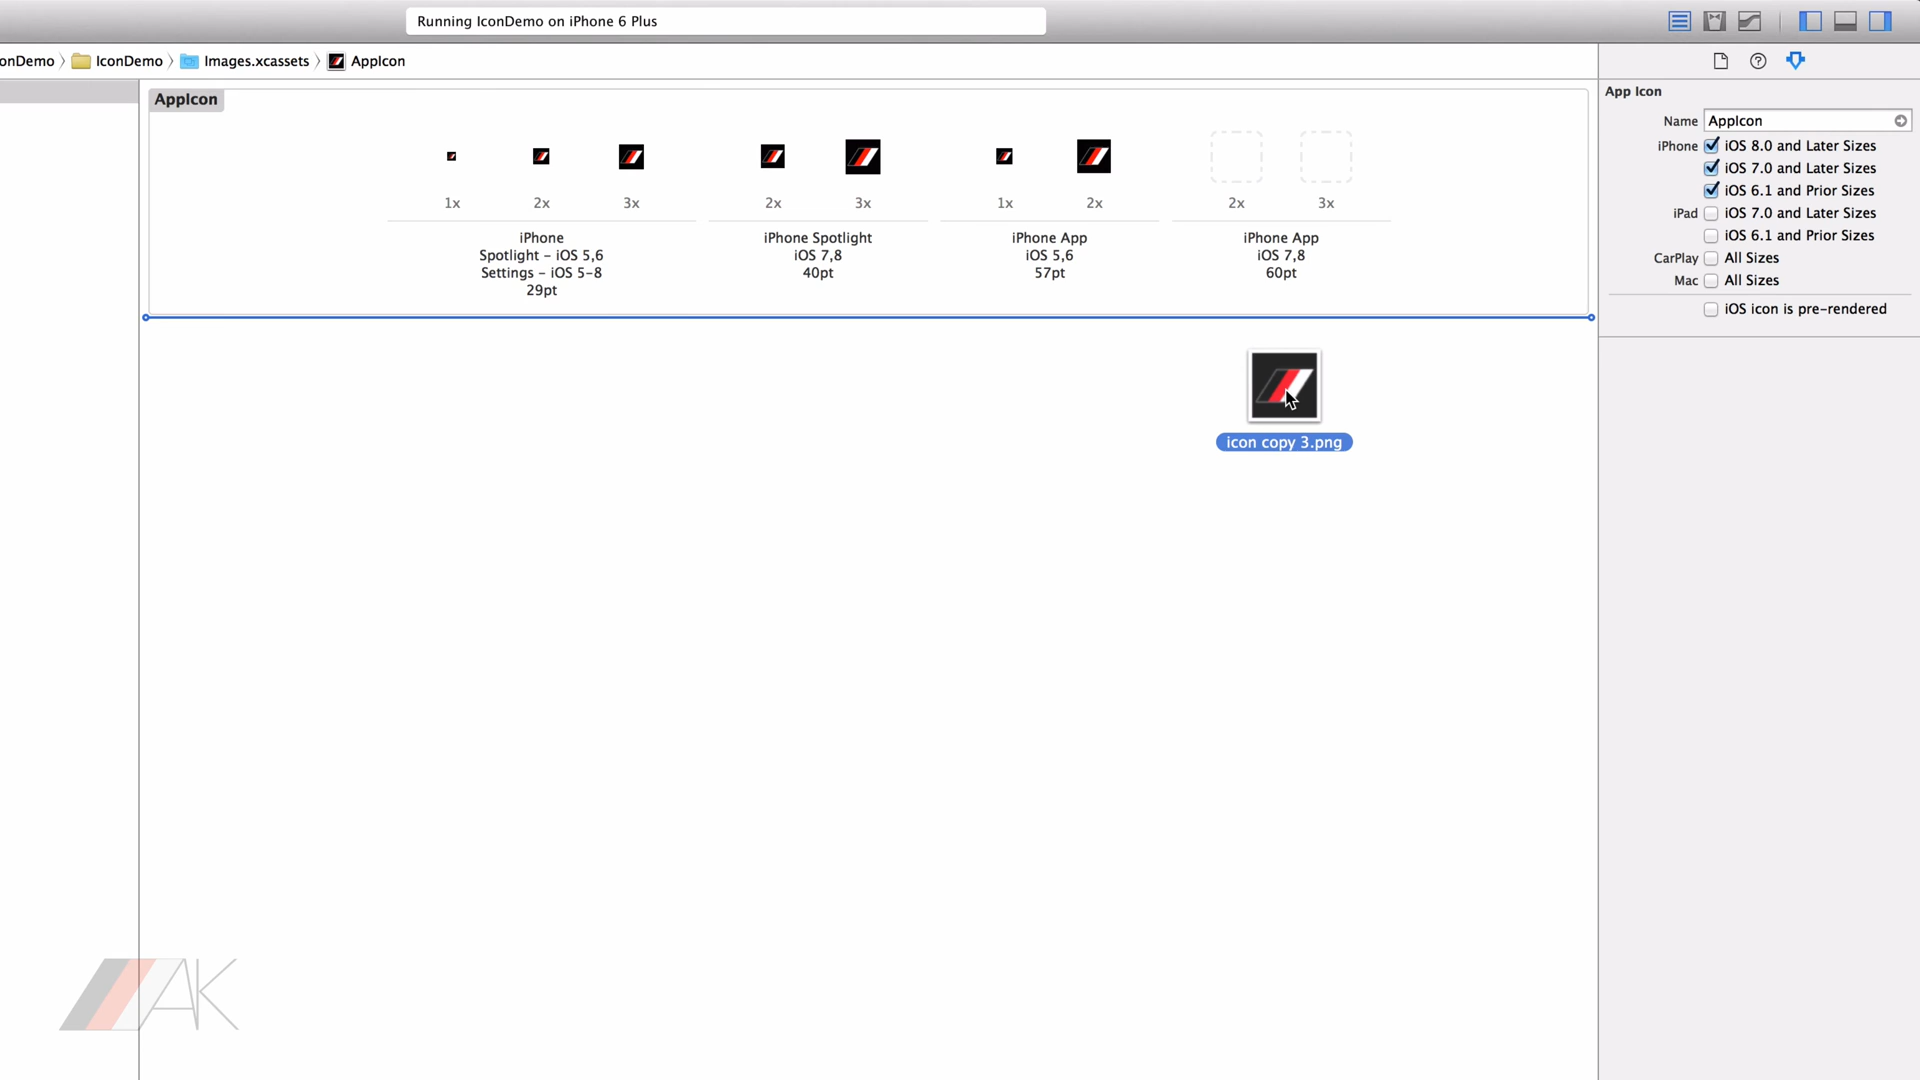 Running IconDemo on iPhone 6 Plus
onDemo
IconDemo
Images.xcassets
AppIcon
App Icon
AppIcon
Name AppIcon
iPhone iOS 8.0 and Later Sizes
iOS 7.0 and Later Sizes
iOS 6.1 and Prior Sizes
iPad iOS 7.0 and Later Sizes
iOS 6.1 and Prior Sizes
CarPlay All Sizes
Mac All Sizes
iOS icon is pre-rendered
1x 2x 3x
iPhone
Spotlight - iOS 5,6
Settings - iOS 5-8
29pt
2x 3x
iPhone Spotlight
iOS 7,8
40pt
1x 2x
iPhone App
iOS 5,6
57pt
2x 3x
iPhone App
iOS 7,8
60pt
icon copy 3.png
AK